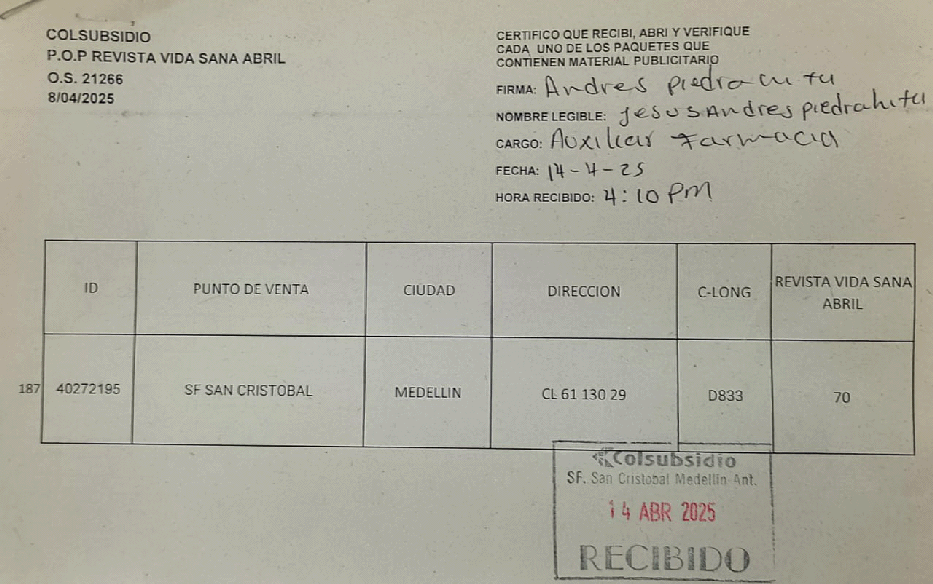 COLSUBSIDIO
P.O.P REVISTA VIDA SANA ABRIL
O.S. 21266
8/04/2025
CERTIFICO QUE RECIBI, ABRI Y VERIFIQUE
CADA UNO DE LOS PAQUETES QUE
CONTIENEN MATERIAL PUBLICITARIO
FIRMA: Andres piedrahita
NOMBRE LEGIBLE: Jesus Andres piedrahita
CARGO: Auxiliar Farmacia
FECHA: 14-4-25
HORA RECIBIDO: 4:10 PM
ID PUNTO DE VENTA CIUDAD DIRECCION C-LONG REVISTA VIDA SANA
ABRIL
187 40272195 SF SAN CRISTOBAL MEDELLIN CL 61 130 29 D833 70
Colsubsidio
SF. San Cristobal Medellin-Ant.
14 ABR 2025
RECIBIDO